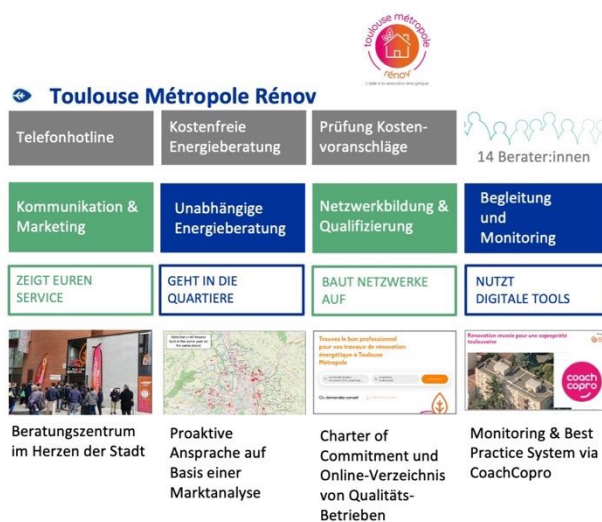 toulouse métropole
rénov'
Toulouse Métropole Rénov
Telefonhotline
Kostenfreie
Energieberatung
Prüfung Kosten-
voranschläge
14 Berater:innen
Kommunikation &
Marketing
Unabhängige
Energieberatung
Netzwerkbildung &
Qualifizierung
Begleitung
und
Monitoring
ZEIGT EUREN
SERVICE
GEHT IN DIE
QUARTIERE
BAUT NETZWERKE
AUF
NUTZT
DIGITALE TOOLS
Trouvez le bon professionnel
pour vos travaux de rénovation
énergétique à Toulouse
Métropole
Rénovation réussie pour une copropriété
toulousaine
coach
copro
Beratungszentrum
im Herzen der Stadt
Proaktive
Ansprache auf
Basis einer
Marktanalyse
Charter of
Commitment und
Online-Verzeichnis
von Qualitäts-
Betrieben
Monitoring & Best
Practice System via
CoachCopro